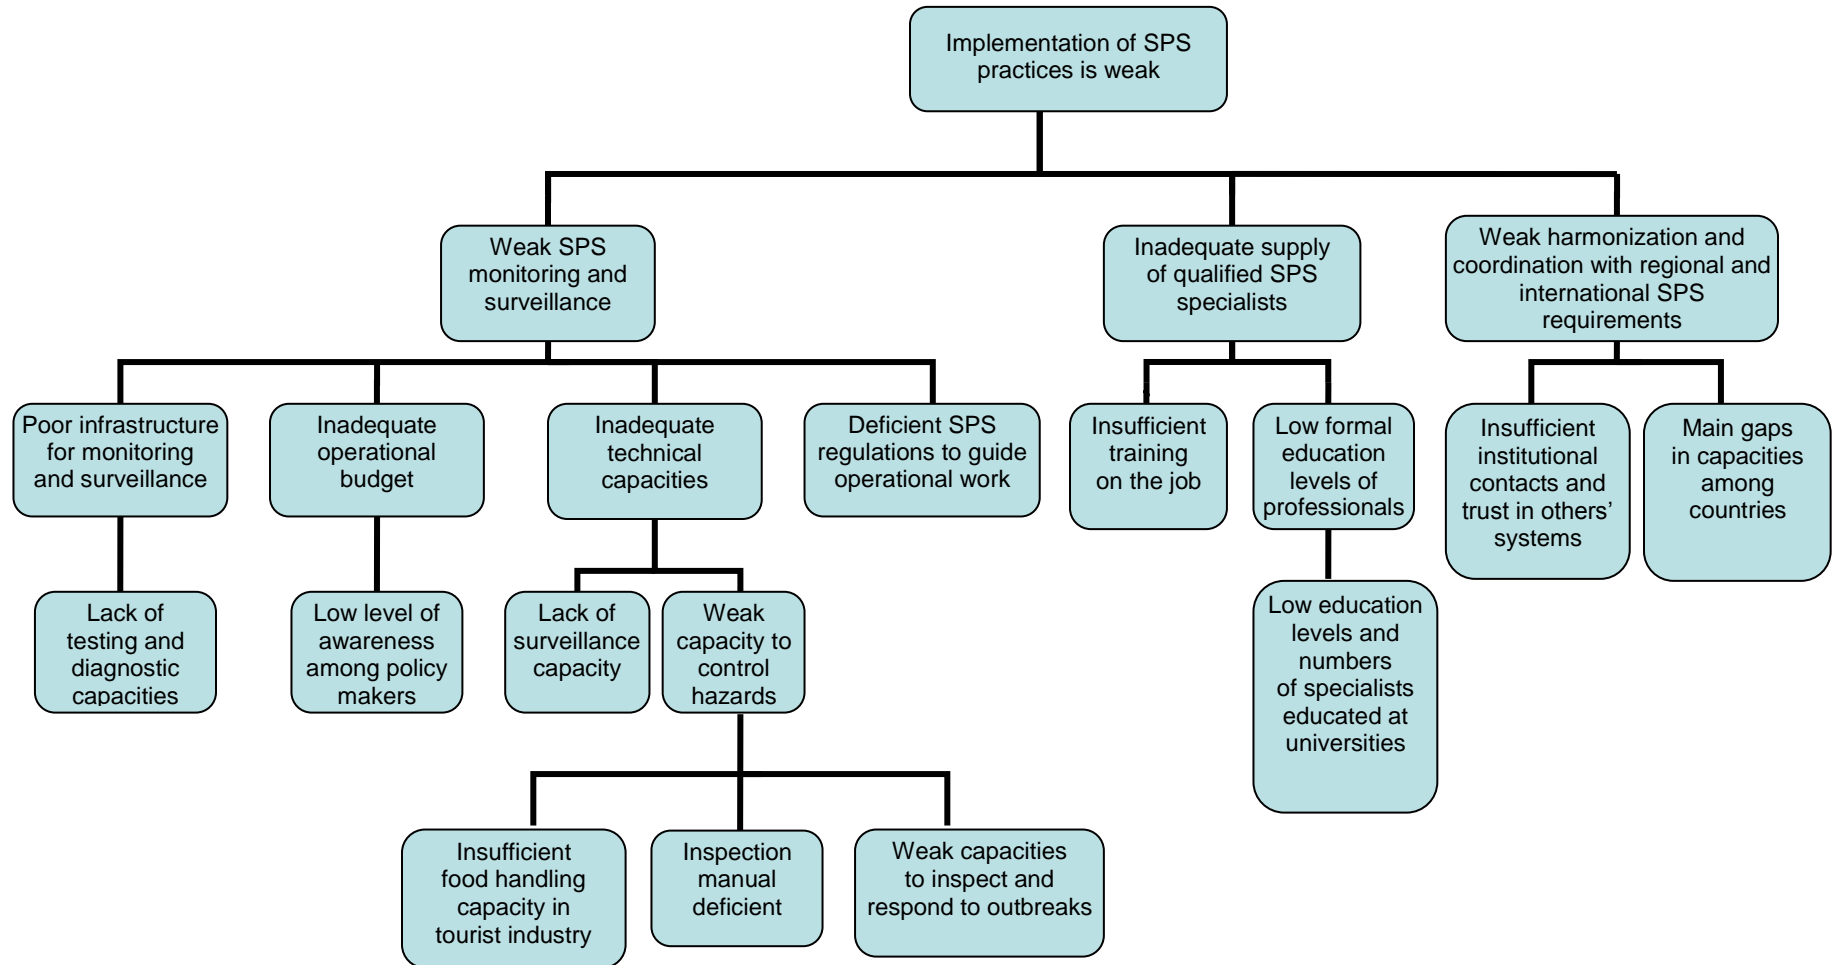 Implementation of SPS
practices is weak
Weak SPS
monitoring and
surveillance
Inadequate supply
of qualified SPS
specialists
Weak harmonization and
coordination with regional and
international SPS
requirements
Poor infrastructure
for monitoring
and surveillance
Inadequate
operational
budget
Inadequate
technical
capacities
Deficient SPS
regulations to guide
operational work
Insufficient
training
on the job
Low formal
education
levels of
professionals
Insufficient
institutional
contacts and
trust in others’
systems
Main gaps
in capacities
among
countries
Lack of
testing and
diagnostic
capacities
Low level of
awareness
among policy
makers
Lack of
surveillance
capacity
Weak
capacity to
control
hazards
Low education
levels and
numbers
of specialists
educated at
universities
Insufficient
food handling
capacity in
tourist industry
Inspection
manual
deficient
Weak capacities
to inspect and
respond to outbreaks